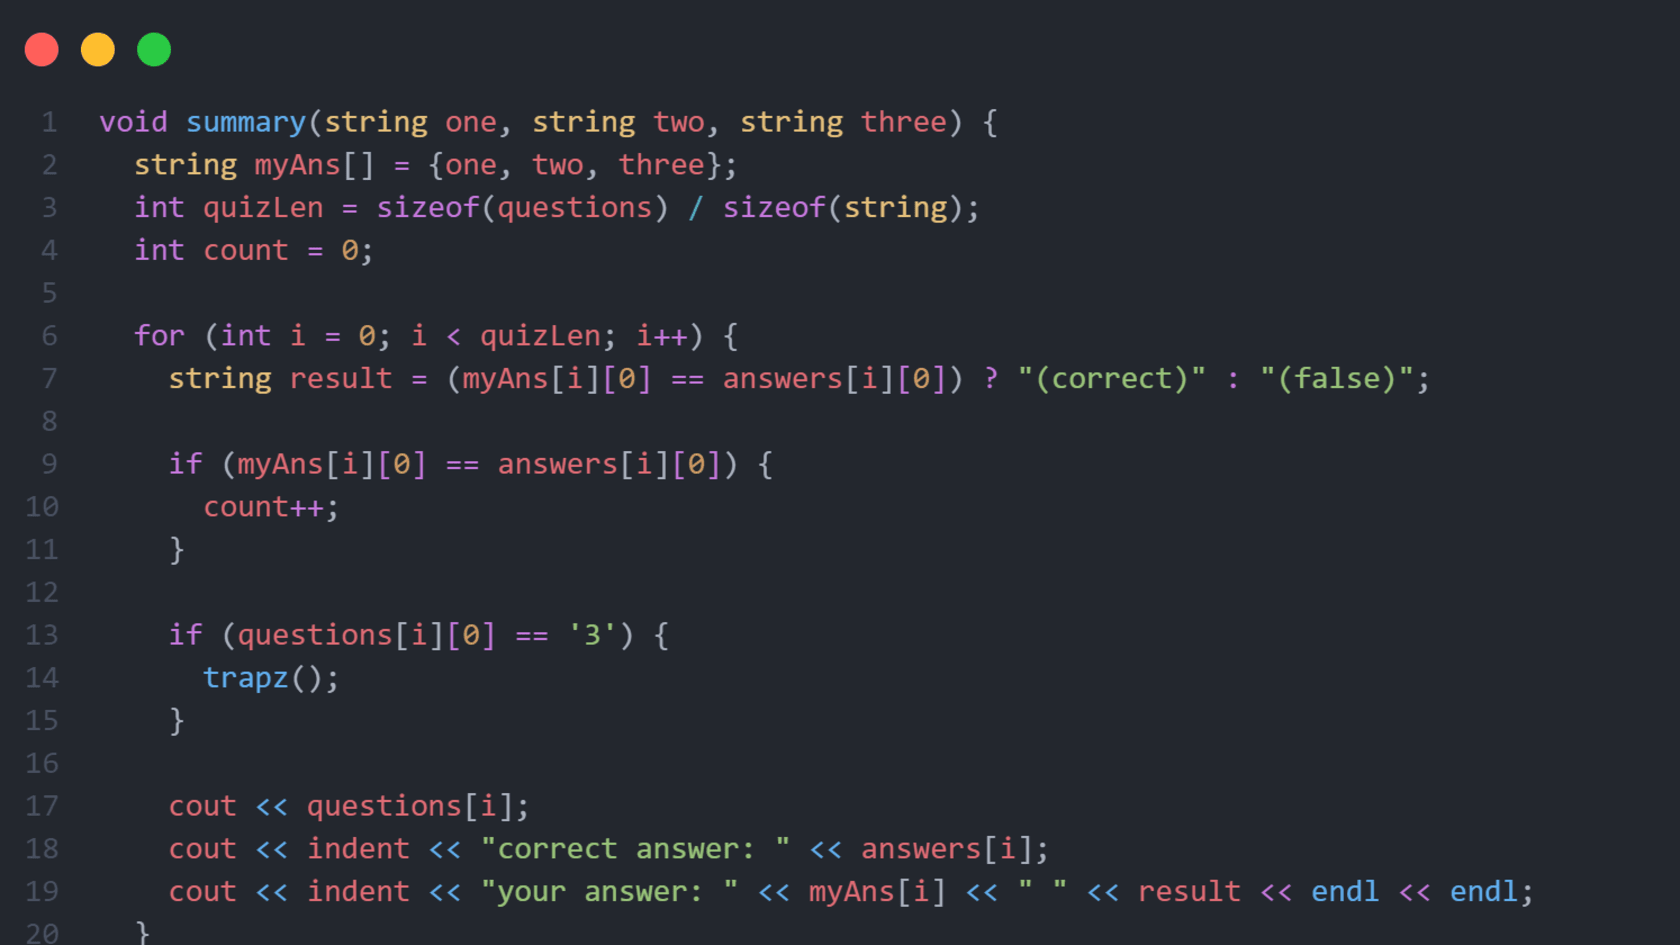 1 void summary(string one, string two, string three) {
2 string myAns[] = {one, two, three};
3 int quizLen = sizeof(questions) / sizeof(string);
4 int count = 0;
5
6 for (int i = 0; i < quizLen; i++) {
7 string result = (myAns[i][0] == answers[i][0]) ? "(correct)" : "(false)";
8
9 if (myAns[i][0] == answers[i][0]) {
10 count++;
11 }
12
13 if (questions[i][0] == '3') {
14 trapz();
15 }
16
17 cout << questions[i];
18 cout << indent << "correct answer: " << answers[i];
19 cout << indent << "your answer: " << myAns[i] << " " << result << endl << endl;
20 }